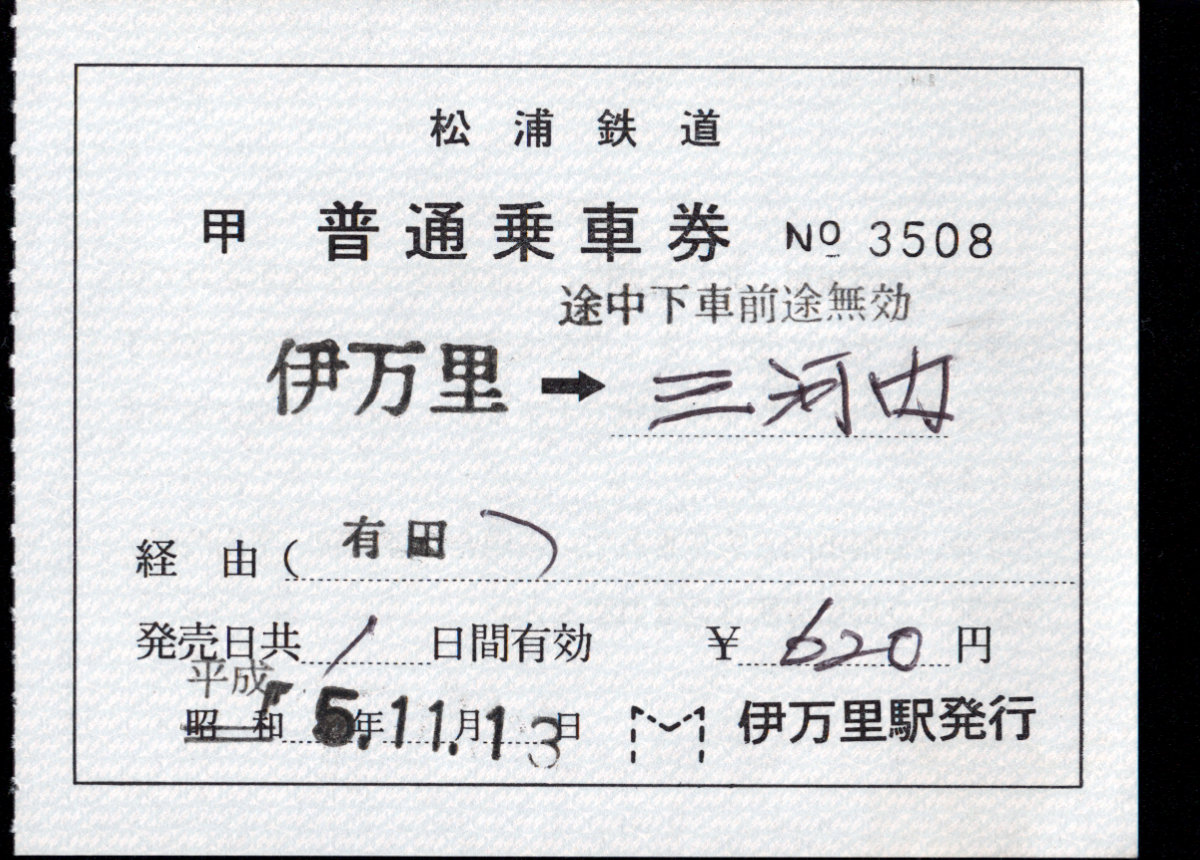 松浦鉄道
甲 普通乗車券 No 3508
途中下車前途無効
伊万里 → 三河内
経 由 ( 有田 )
発売日共 1 日間有効 ¥ 620 円
平成
昭 和 5年 11.月 13日 伊万里駅発行